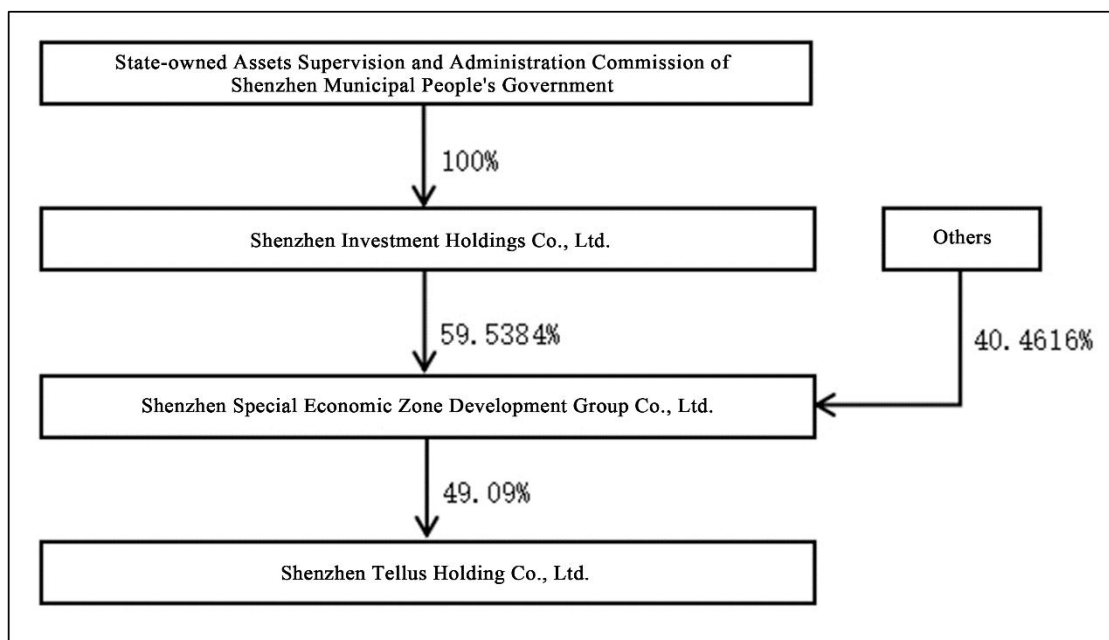 State-owned Assets Supervision and Administration Commission of
Shenzhen Municipal People's Government
100%
Shenzhen Investment Holdings Co., Ltd.
Others
59.5384%
40.4616%
Shenzhen Special Economic Zone Development Group Co., Ltd.
49.09%
Shenzhen Tellus Holding Co., Ltd.